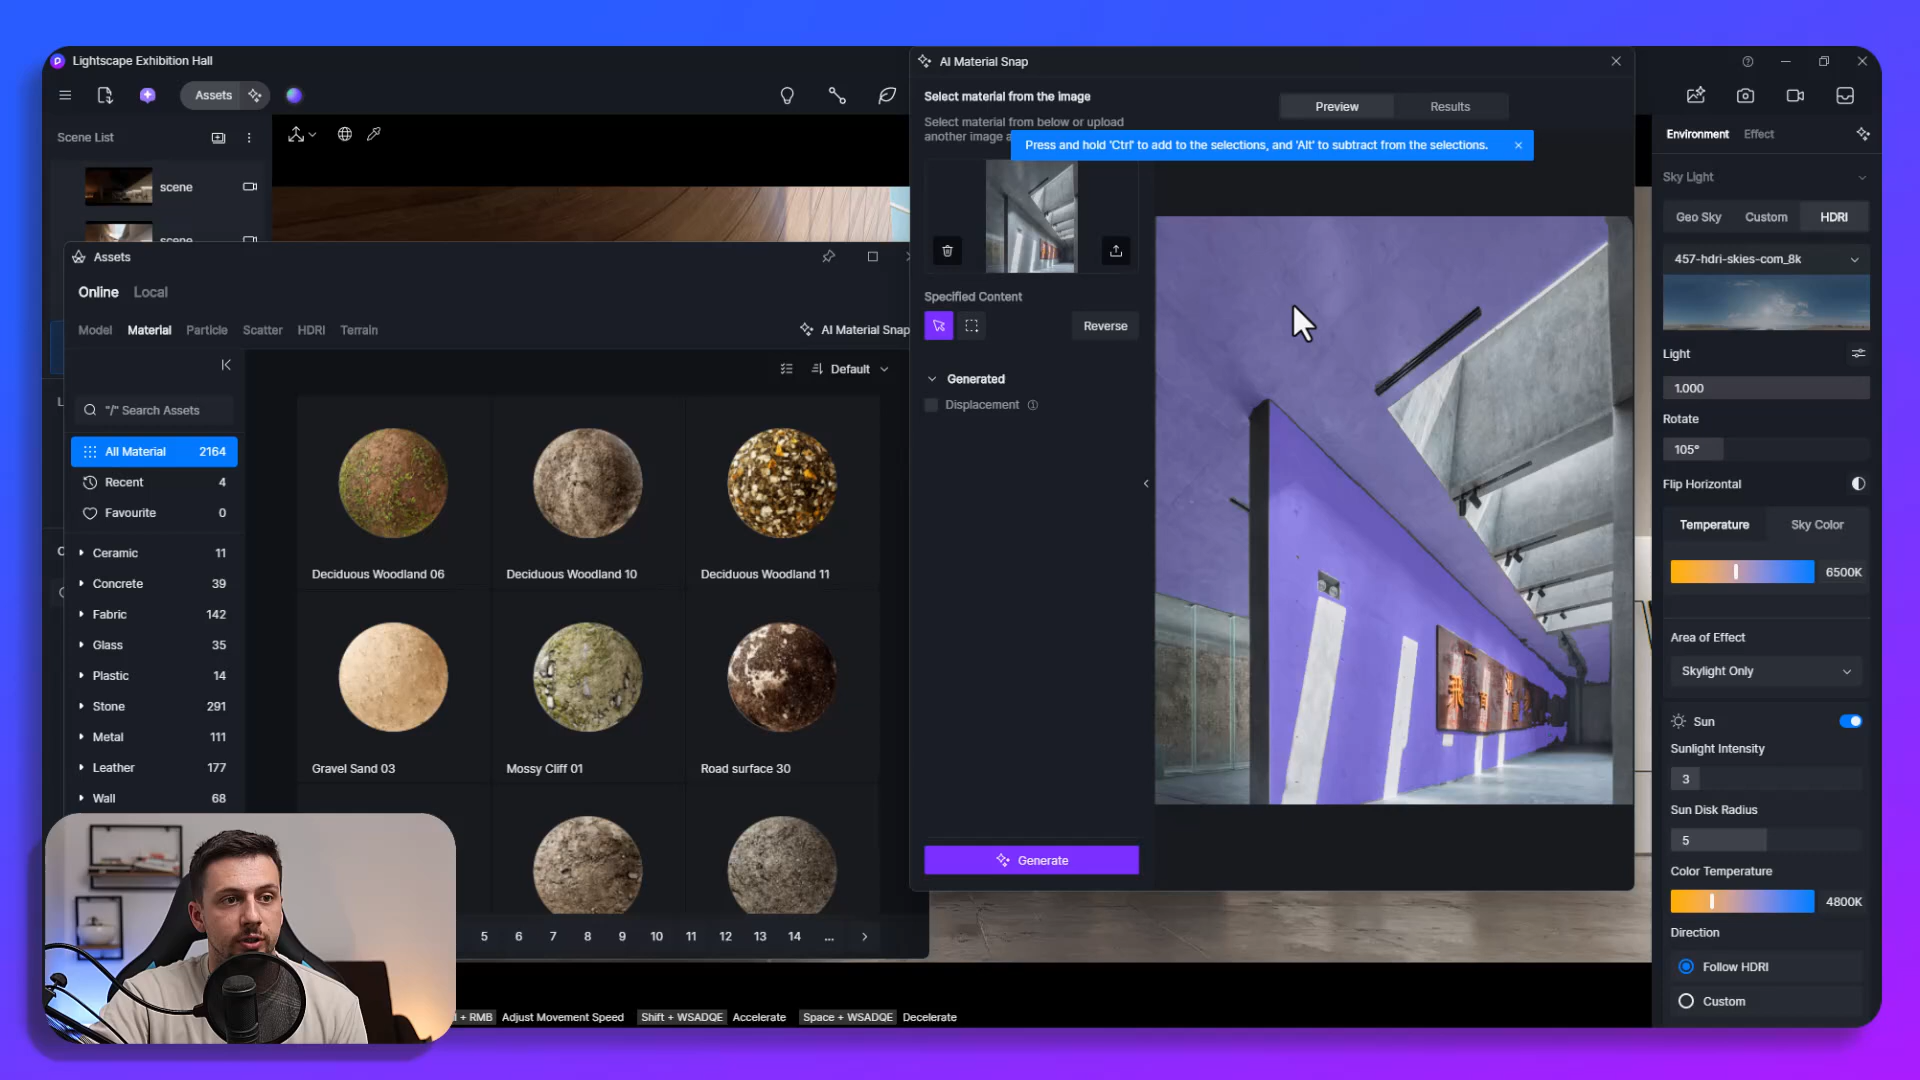 Lightscape Exhibition Hall
Assets
Scene List
scene
scene
Assets
Online Local
Model Material Particle Scatter HDRI Terrain AI Material Snap
Default
"/" Search Assets
All Material 2164
Recent 4
Favourite 0
Ceramic 11
Concrete 39
Fabric 142
Glass 35
Plastic 14
Stone 291
Metal 111
Leather 177
Wall 68
Deciduous Woodland 06
Deciduous Woodland 10
Deciduous Woodland 11
Gravel Sand 03
Mossy Cliff 01
Road surface 30
5 6 7 8 9 10 11 12 13 14 ...
+ RMB Adjust Movement Speed Shift + WSADQE Accelerate Space + WSADQE Decelerate
AI Material Snap
Select material from the image
Select material from below or upload
another image
Preview Results
Press and hold 'Ctrl' to add to the selections, and 'Alt' to subtract from the selections.
Specified Content
Reverse
Generated
Displacement
Generate
Environment Effect
Sky Light
Geo Sky Custom HDRI
457-hdri-skies-com_8k
Light
1.000
Rotate
105°
Flip Horizontal
Temperature Sky Color
6500K
Area of Effect
Skylight Only
Sun
Sunlight Intensity
3
Sun Disk Radius
5
Color Temperature
4800K
Direction
Follow HDRI
Custom